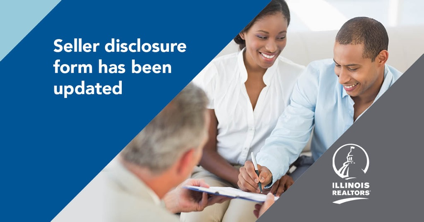 Seller disclosure
form has been
updated
ILLINOIS
REALTORS